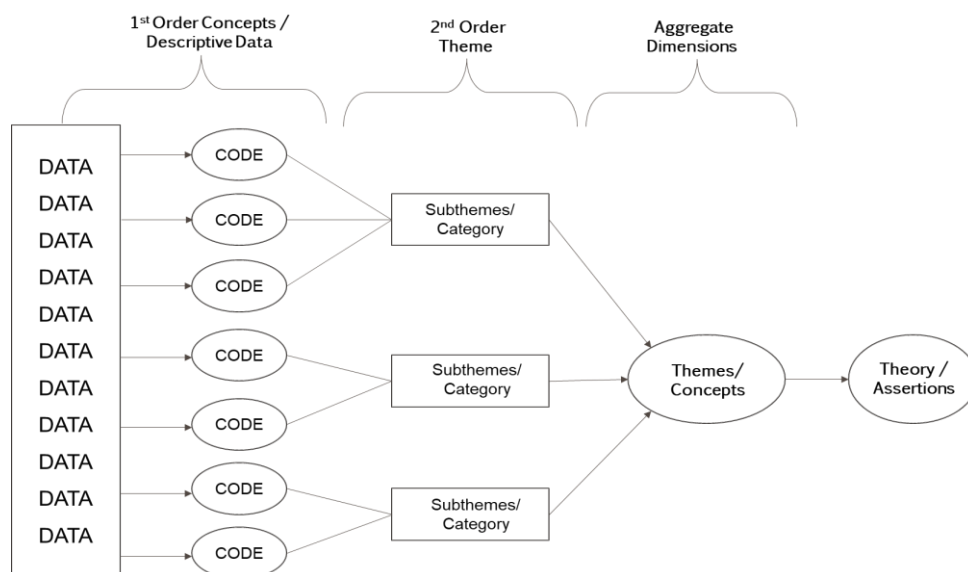 1st Order Concepts /
Descriptive Data
2nd Order
Theme
Aggregate
Dimensions
DATA
DATA
DATA
DATA
DATA
DATA
DATA
DATA
DATA
DATA
DATA
CODE
CODE
CODE
CODE
CODE
CODE
CODE
Subthemes/
Category
Subthemes/
Category
Subthemes/
Category
Themes/
Concepts
Theory /
Assertions